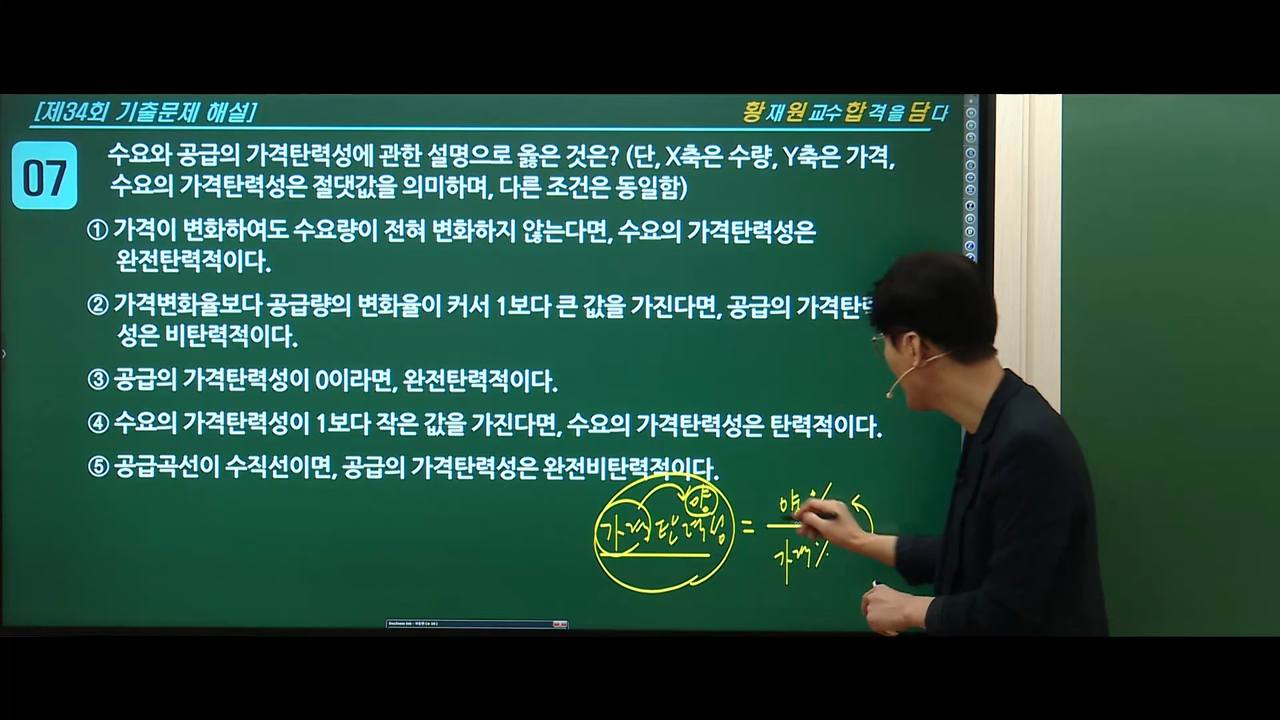 [제34회 기출문제 해설]
황재원교수합격을담다
07
수요와 공급의 가격탄력성에 관한 설명으로 옳은 것은? (단, X축은 수량, Y축은 가격,
수요의 가격탄력성은 절댓값을 의미하며, 다른 조건은 동일함)
① 가격이 변화하여도 수요량이 전혀 변화하지 않는다면, 수요의 가격탄력성은
완전탄력적이다.
② 가격변화율보다 공급량의 변화율이 커서 1보다 큰 값을 가진다면, 공급의 가격탄력
성은 비탄력적이다.
③ 공급의 가격탄력성이 0이라면, 완전탄력적이다.
④ 수요의 가격탄력성이 1보다 작은 값을 가진다면, 수요의 가격탄력성은 탄력적이다.
⑤ 공급곡선이 수직선이면, 공급의 가격탄력성은 완전비탄력적이다.
양
양%
가격탄력성 =
가격%